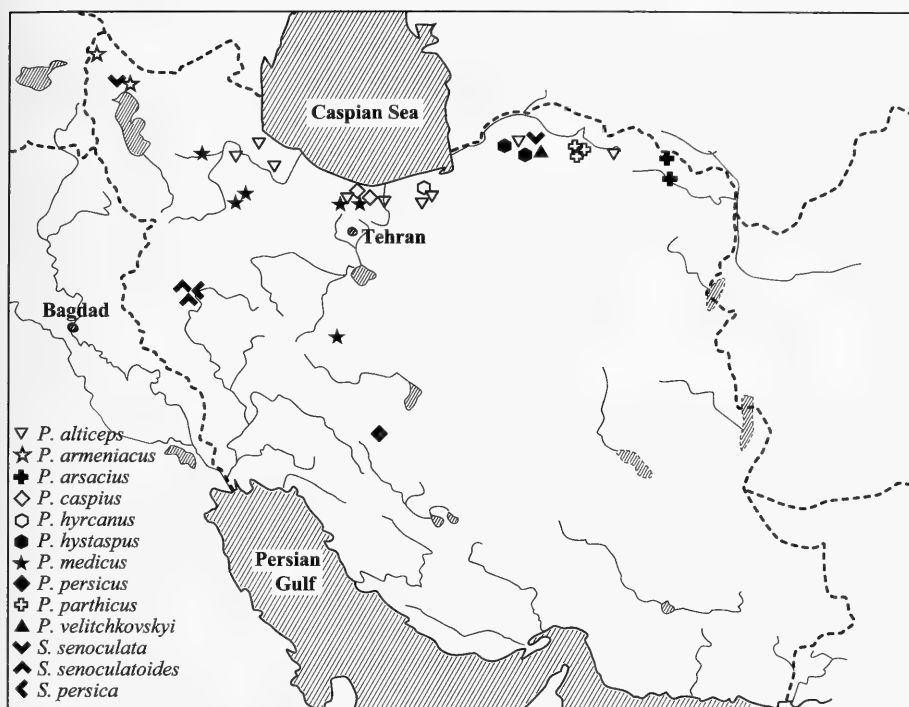 Caspian Sea
Tehran
Bagdad
P. alticeps
P. armeniacus
P. arsacius
P. caspius
P. hyrcanus
P. hystaspus
P. medicus
P. persicus
P. parthicus
P. velitchkovskyi
S. senoculata
S. senoculatoides
S. persica
Persian
Gulf